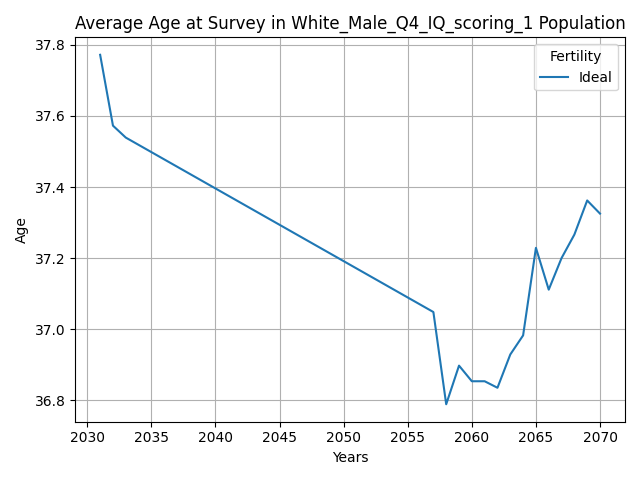 Average Age at Survey in White_Male_Q4_IQ_scoring_1 Population
Fertility
Ideal
Age
37.8
37.6
37.4
37.2
37.0
36.8
2030 2035 2040 2045 2050 2055 2060 2065 2070
Years